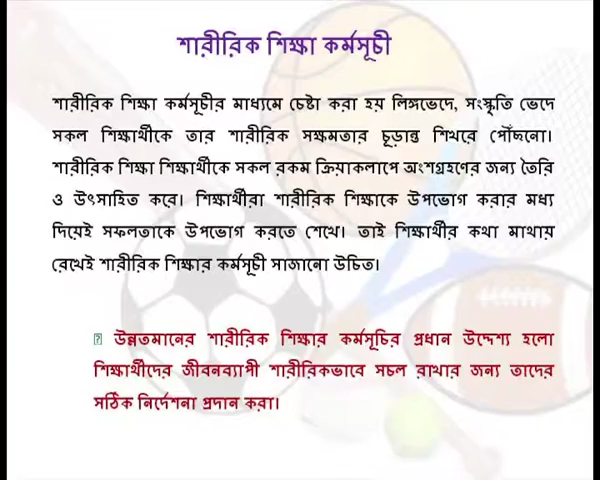 শারীরিক শিক্ষা কর্মসূচী
শারীরিক শিক্ষা কর্মসূচীর মাধ্যমে চেষ্টা করা হয় লিঙ্গভেদে, সংস্কৃতি ভেদে
সকল শিক্ষার্থীকে তার শারীরিক সক্ষমতার চূড়ান্ত শিখরে পৌঁছনো।
শারীরিক শিক্ষা শিক্ষার্থীকে সকল রকম ক্রিয়াকলাপে অংশগ্রহণের জন্য তৈরি
ও উৎসাহিত করে। শিক্ষার্থীরা শারীরিক শিক্ষাকে উপভোগ করার মধ্য
দিয়েই সফলতাকে উপভোগ করতে শেখে। তাই শিক্ষার্থীর কথা মাথায়
রেখেই শারীরিক শিক্ষার কর্মসূচী সাজানো উচিত।
উন্নতমানের শারীরিক শিক্ষার কর্মসূচির প্রধান উদ্দেশ্য হলো
শিক্ষার্থীদের জীবনব্যাপী শারীরিকভাবে সচল রাখার জন্য তাদের
সঠিক নির্দেশনা প্রদান করা।